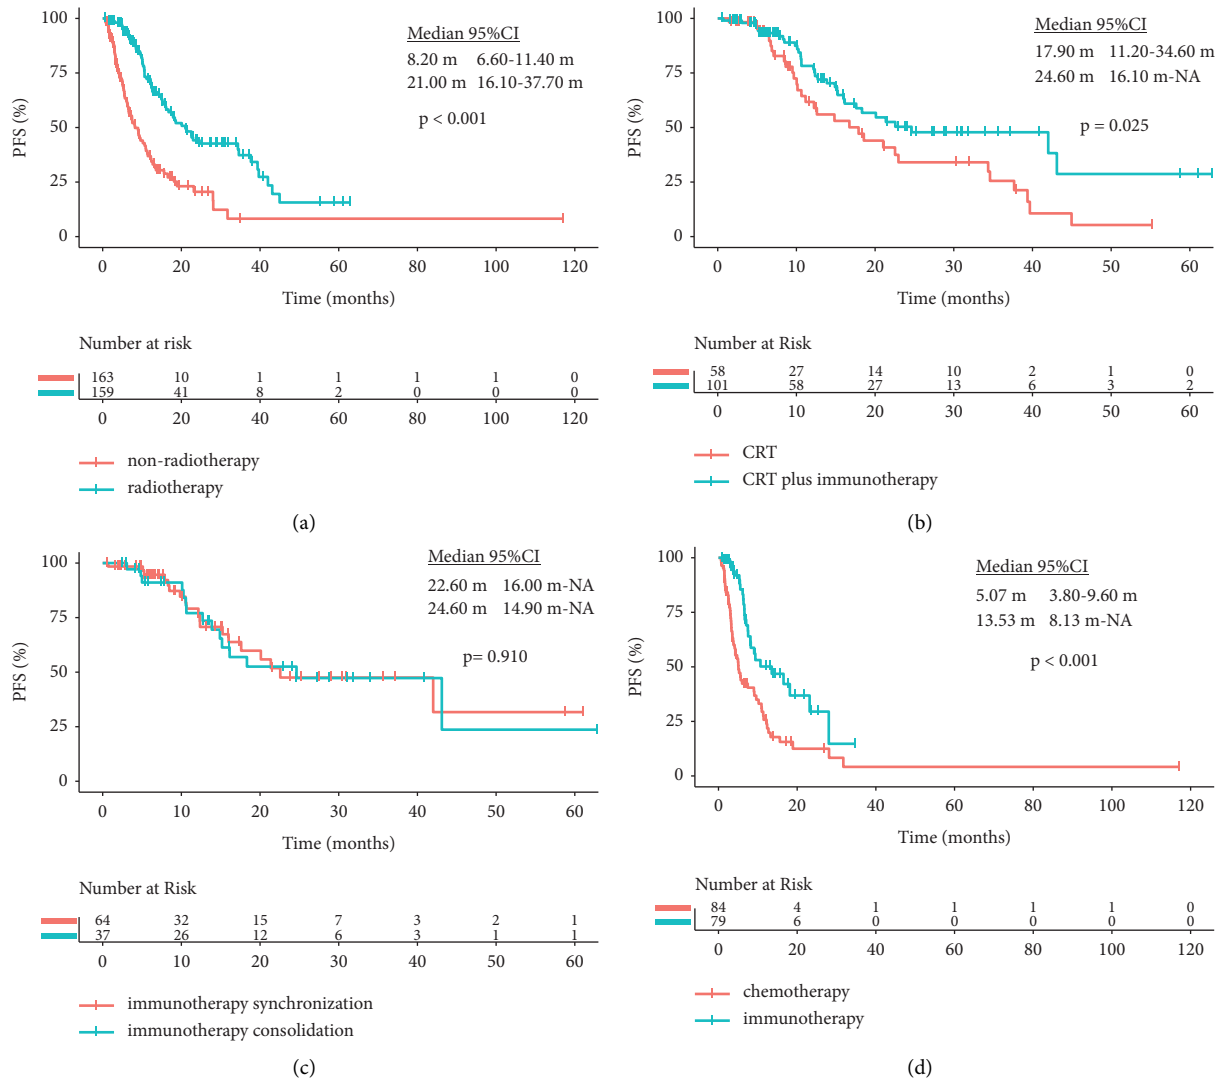 100
75
50
25
0
PFS (%)
Median 95%CI
8.20 m 6.60-11.40 m
21.00 m 16.10-37.70 m
p < 0.001
0 20 40 60 80 100 120
Time (months)
Number at risk
163 10 1 1 1 1 0
159 41 8 2 0 0 0
0 20 40 60 80 100 120
non-radiotherapy
radiotherapy
(a)
100
75
50
25
0
PFS (%)
Median 95%CI
17.90 m 11.20-34.60 m
24.60 m 16.10 m-NA
p = 0.025
0 10 20 30 40 50 60
Time (months)
Number at Risk
58 27 14 10 2 1 0
101 58 27 13 6 3 2
0 10 20 30 40 50 60
CRT
CRT plus immunotherapy
(b)
100
75
50
25
0
PFS (%)
Median 95%CI
22.60 m 16.00 m-NA
24.60 m 14.90 m-NA
p= 0.910
0 10 20 30 40 50 60
Time (months)
Number at Risk
64 32 15 7 3 2 1
37 26 12 6 3 1 1
0 10 20 30 40 50 60
immunotherapy synchronization
immunotherapy consolidation
(c)
100
75
50
25
0
PFS (%)
Median 95%CI
5.07 m 3.80-9.60 m
13.53 m 8.13 m-NA
p < 0.001
0 20 40 60 80 100 120
Time (months)
Number at Risk
84 4 1 1 1 1 0
79 6 0 0 0 0 0
0 20 40 60 80 100 120
chemotherapy
immunotherapy
(d)